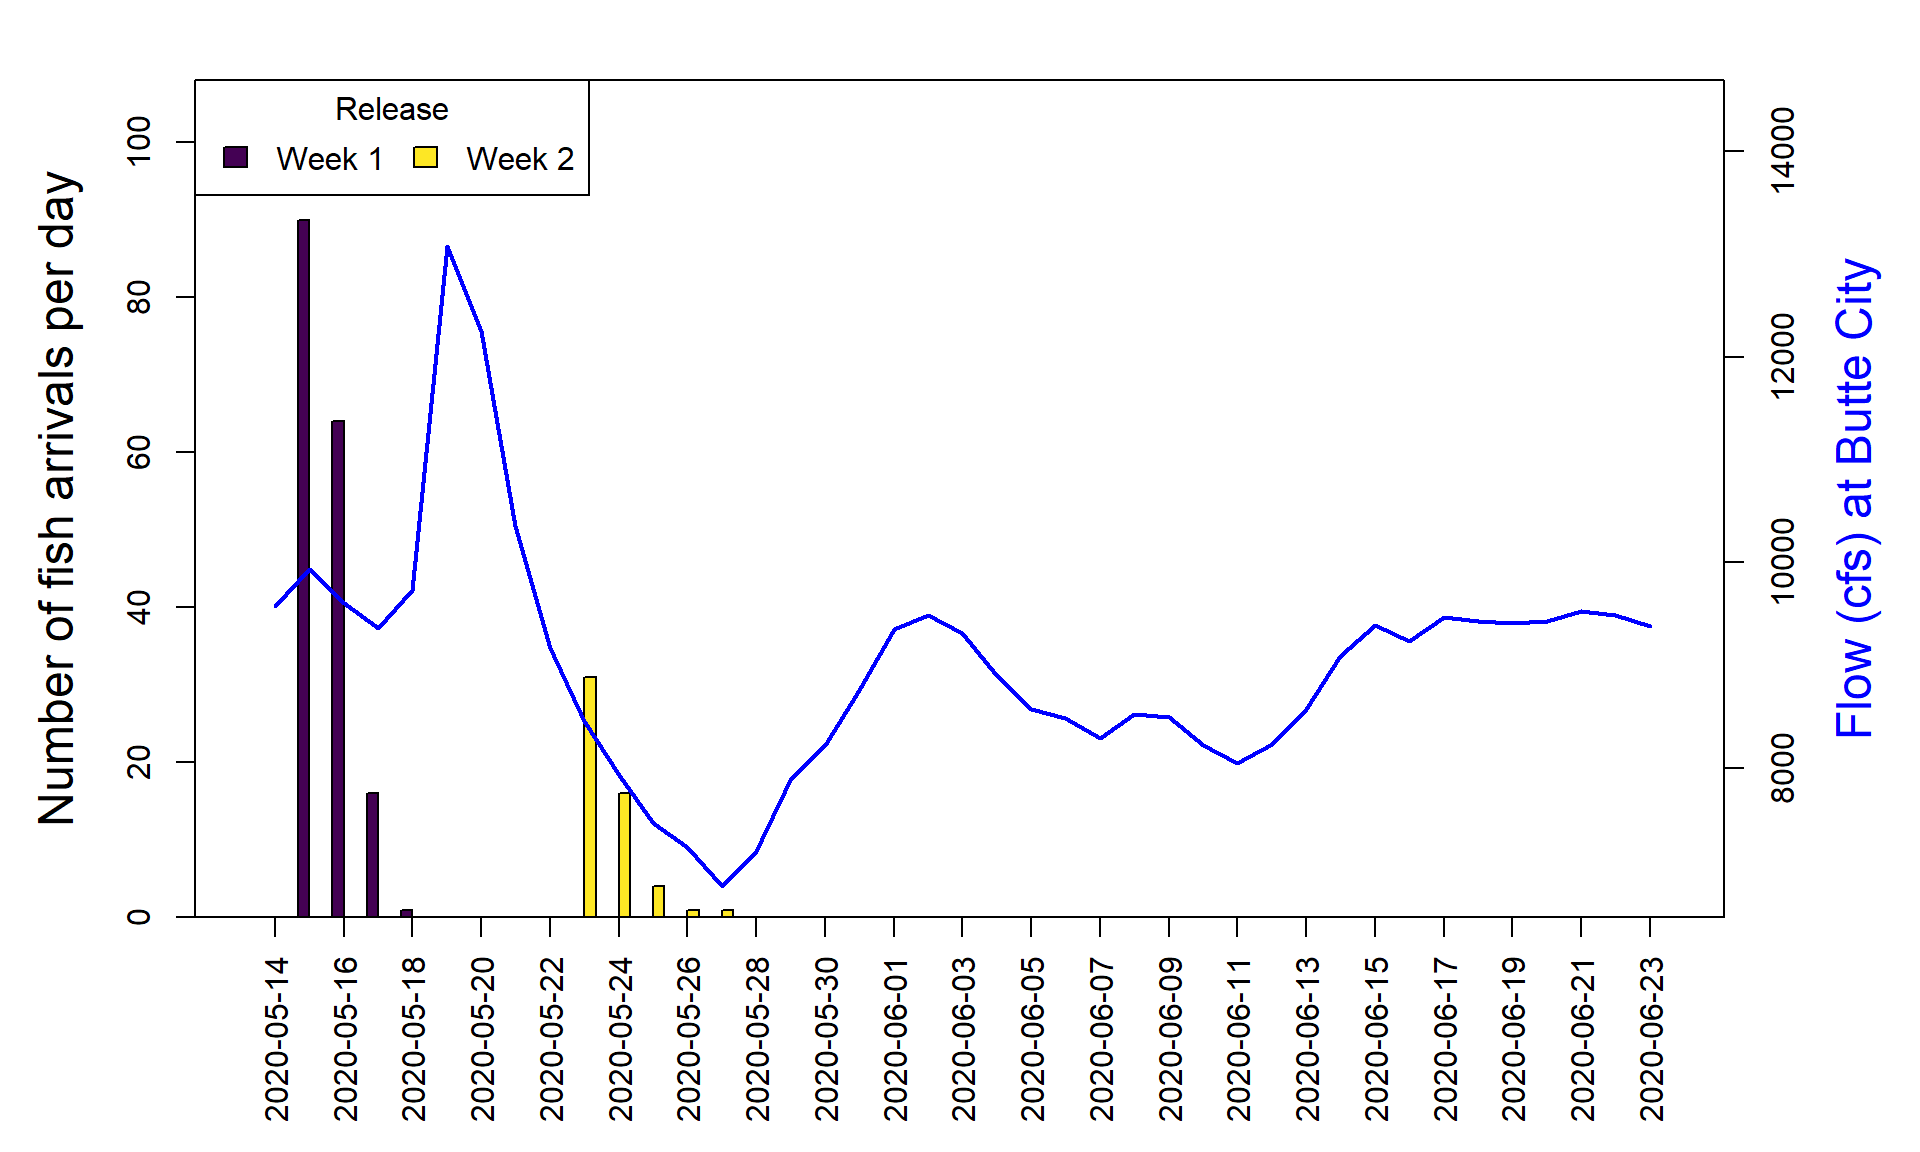 Release
Week 1 Week 2
Number of fish arrivals per day
0 20 40 60 80 100
Flow (cfs) at Butte City
8000 10000 12000 14000
2020-05-14 2020-05-16 2020-05-18 2020-05-20 2020-05-22 2020-05-24 2020-05-26 2020-05-28 2020-05-30 2020-06-01 2020-06-03 2020-06-05 2020-06-07 2020-06-09 2020-06-11 2020-06-13 2020-06-15 2020-06-17 2020-06-19 2020-06-21 2020-06-23